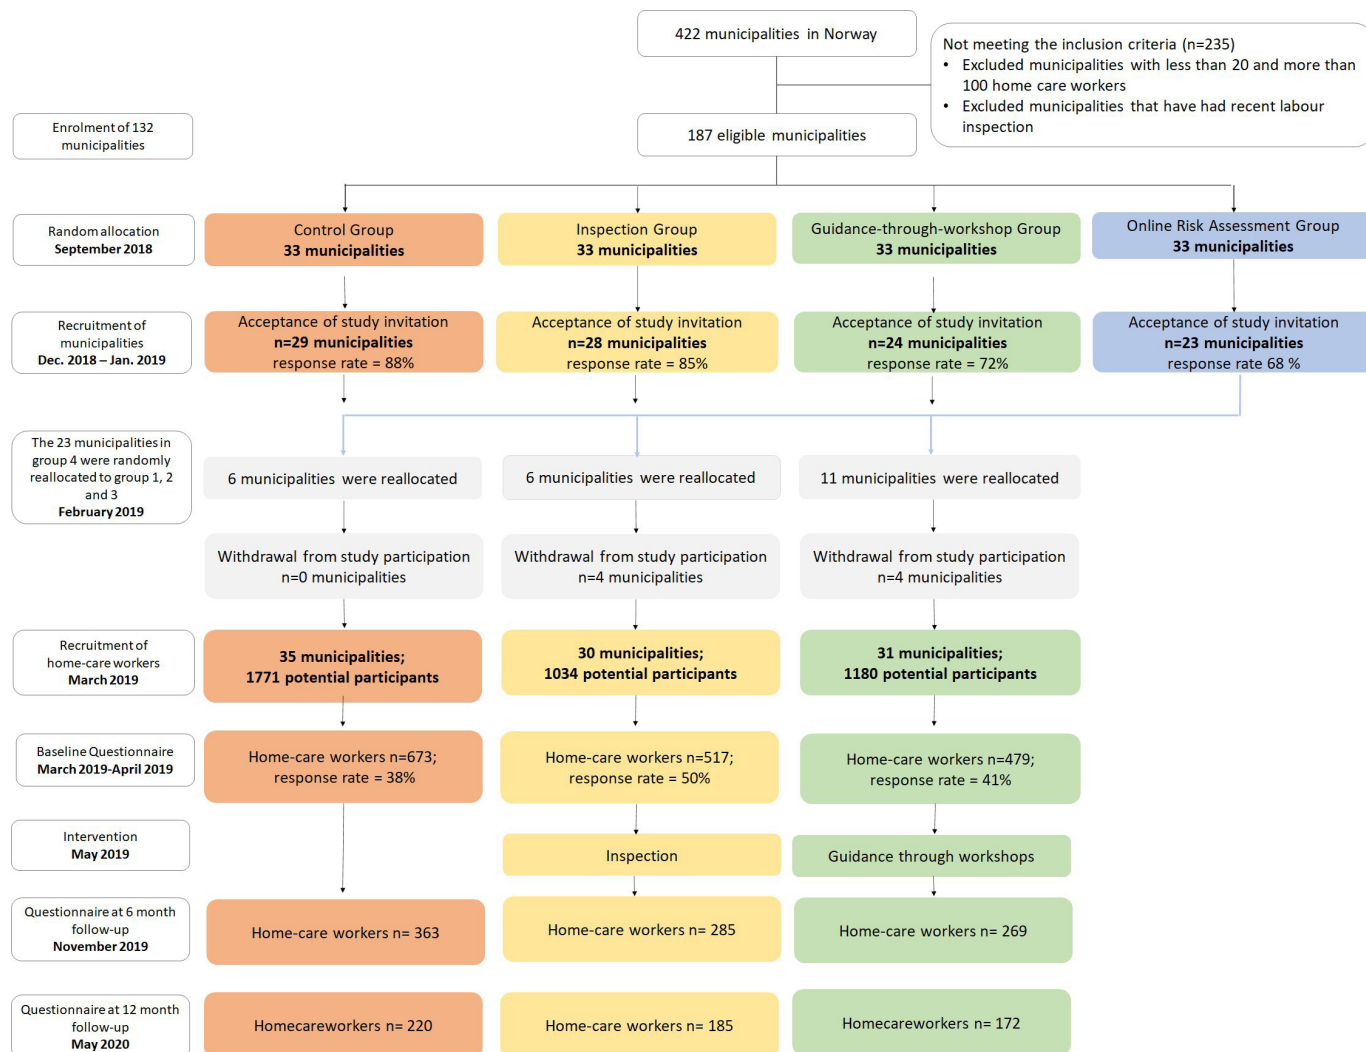 422 municipalities in Norway
Not meeting the inclusion criteria (n=235)
• Excluded municipalities with less than 20 and more than
100 home care workers
• Excluded municipalities that have had recent labour
inspection
Enrolment of 132
municipalities
187 eligible municipalities
Random allocation
September 2018
Control Group
33 municipalities
Inspection Group
33 municipalities
Guidance-through-workshop Group
33 municipalities
Online Risk Assessment Group
33 municipalities
Recruitment of
municipalities
Dec. 2018 – Jan. 2019
Acceptance of study invitation
n=29 municipalities
response rate = 88%
Acceptance of study invitation
n=28 municipalities
response rate = 85%
Acceptance of study invitation
n=24 municipalities
response rate = 72%
Acceptance of study invitation
n=23 municipalities
response rate 68 %
The 23 municipalities in
group 4 were randomly
reallocated to group 1, 2
and 3
February 2019
6 municipalities were reallocated
6 municipalities were reallocated
11 municipalities were reallocated
Withdrawal from study participation
n=0 municipalities
Withdrawal from study participation
n=4 municipalities
Withdrawal from study participation
n=4 municipalities
Recruitment of
home-care workers
March 2019
35 municipalities;
1771 potential participants
30 municipalities;
1034 potential participants
31 municipalities;
1180 potential participants
Baseline Questionnaire
March 2019-April 2019
Home-care workers n=673;
response rate = 38%
Home-care workers n=517;
response rate = 50%
Home-care workers n=479;
response rate = 41%
Intervention
May 2019
Inspection
Guidance through workshops
Questionnaire at 6 month
follow-up
November 2019
Home-care workers n= 363
Home-care workers n= 285
Home-care workers n= 269
Questionnaire at 12 month
follow-up
May 2020
Homecareworkers n= 220
Home-care workers n= 185
Homecareworkers n= 172